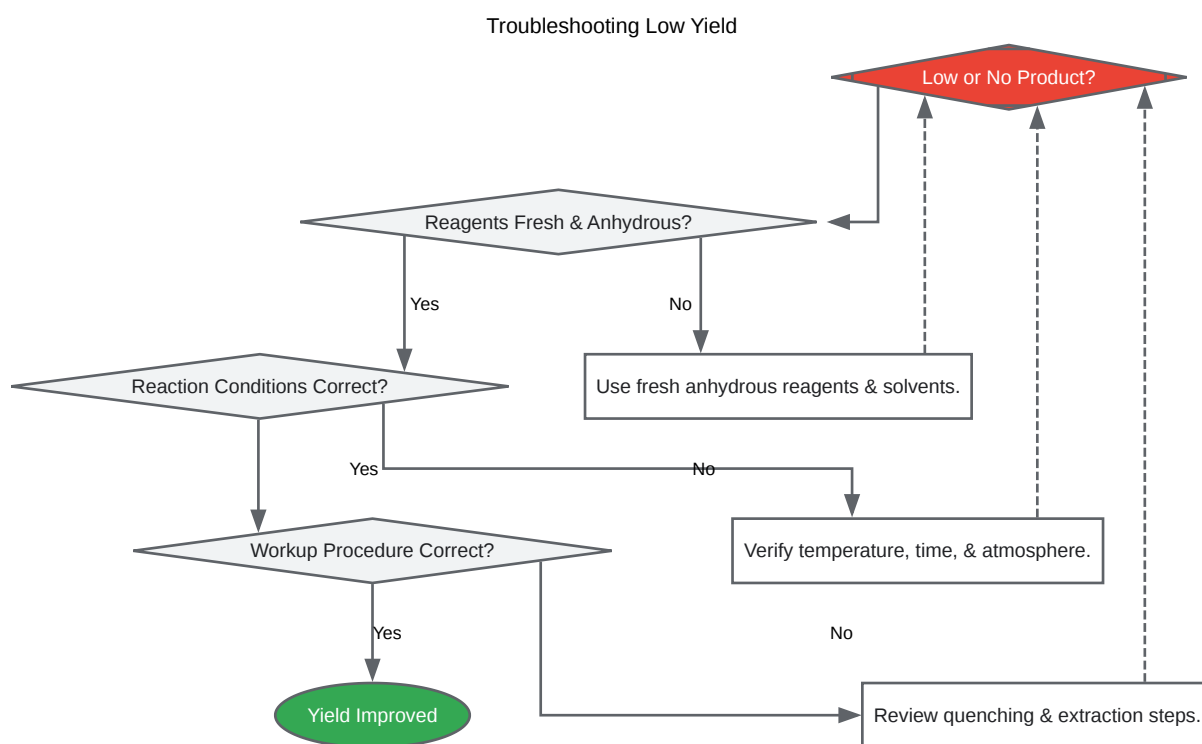 Troubleshooting Low Yield
Low or No Product?
Reagents Fresh & Anhydrous?
Yes
No
Reaction Conditions Correct?
Use fresh anhydrous reagents & solvents.
Yes
No
Workup Procedure Correct?
Verify temperature, time, & atmosphere.
Yes
No
Yield Improved
Review quenching & extraction steps.